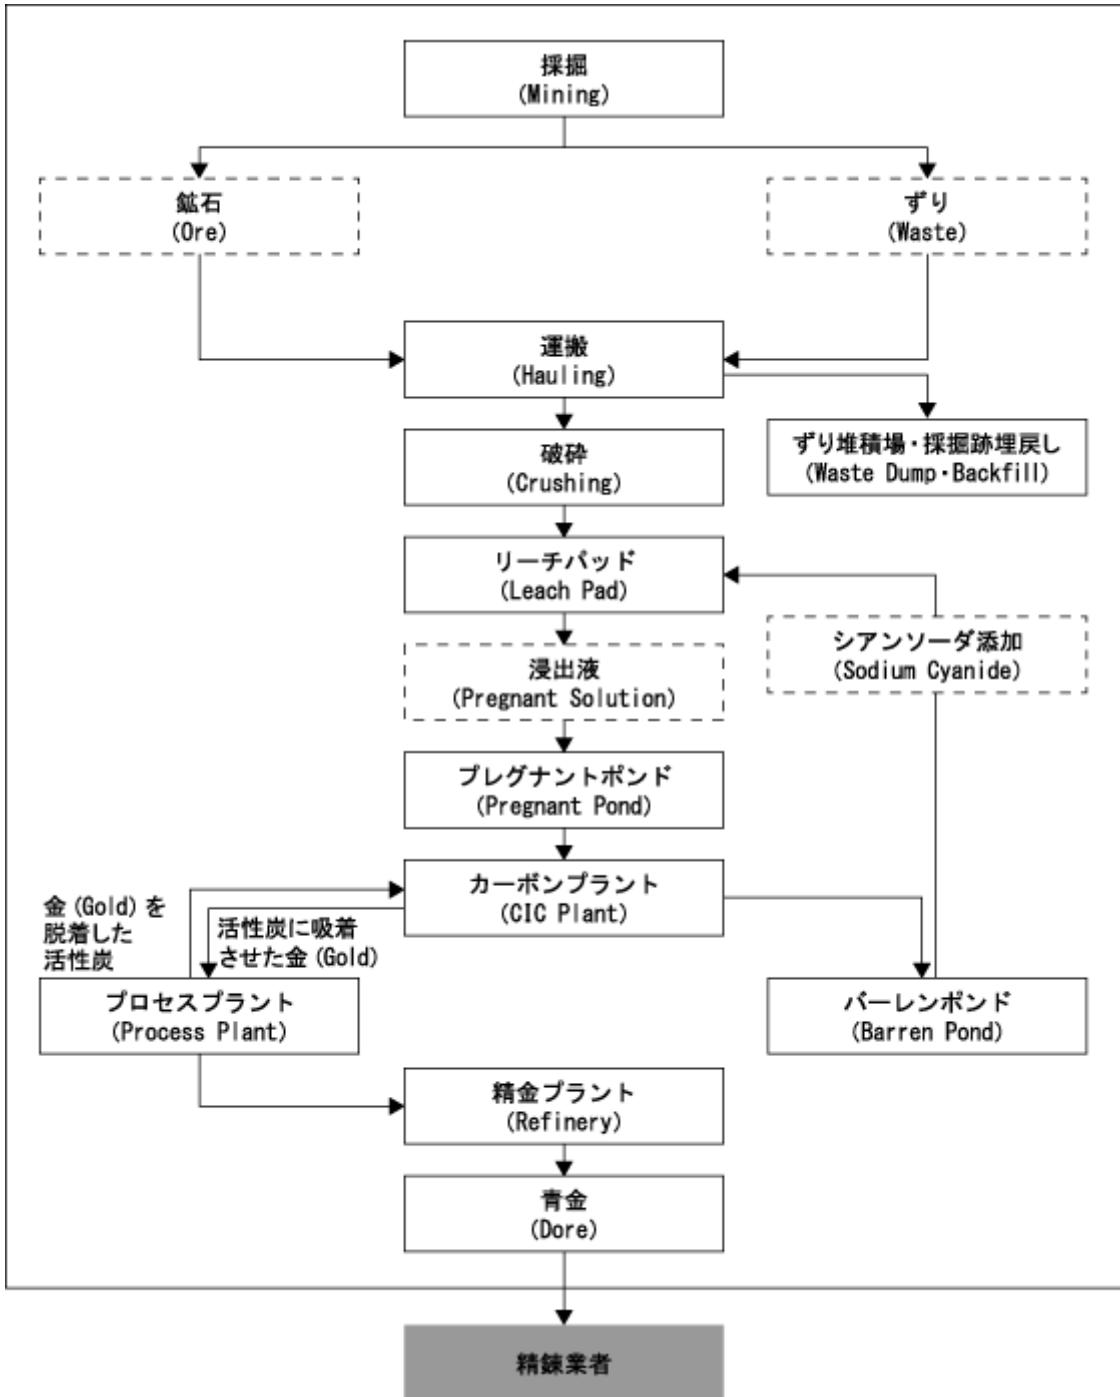 採掘
(Mining)
鉱石
(Ore)
ずり
(Waste)
運搬
(Hauling)
破砕
(Crushing)
ずり堆積場・採掘跡埋戻し
(Waste Dump・Backfill)
リーチパッド
(Leach Pad)
浸出液
(Pregnant Solution)
シアンソーダ添加
(Sodium Cyanide)
プレグナントポンド
(Pregnant Pond)
カーボンプラント
(CIC Plant)
金(Gold)を
脱着した
活性炭
活性炭に吸着
させた金(Gold)
プロセスプラント
(Process Plant)
バーレンポンド
(Barren Pond)
精金プラント
(Refinery)
青金
(Dore)
精錬業者